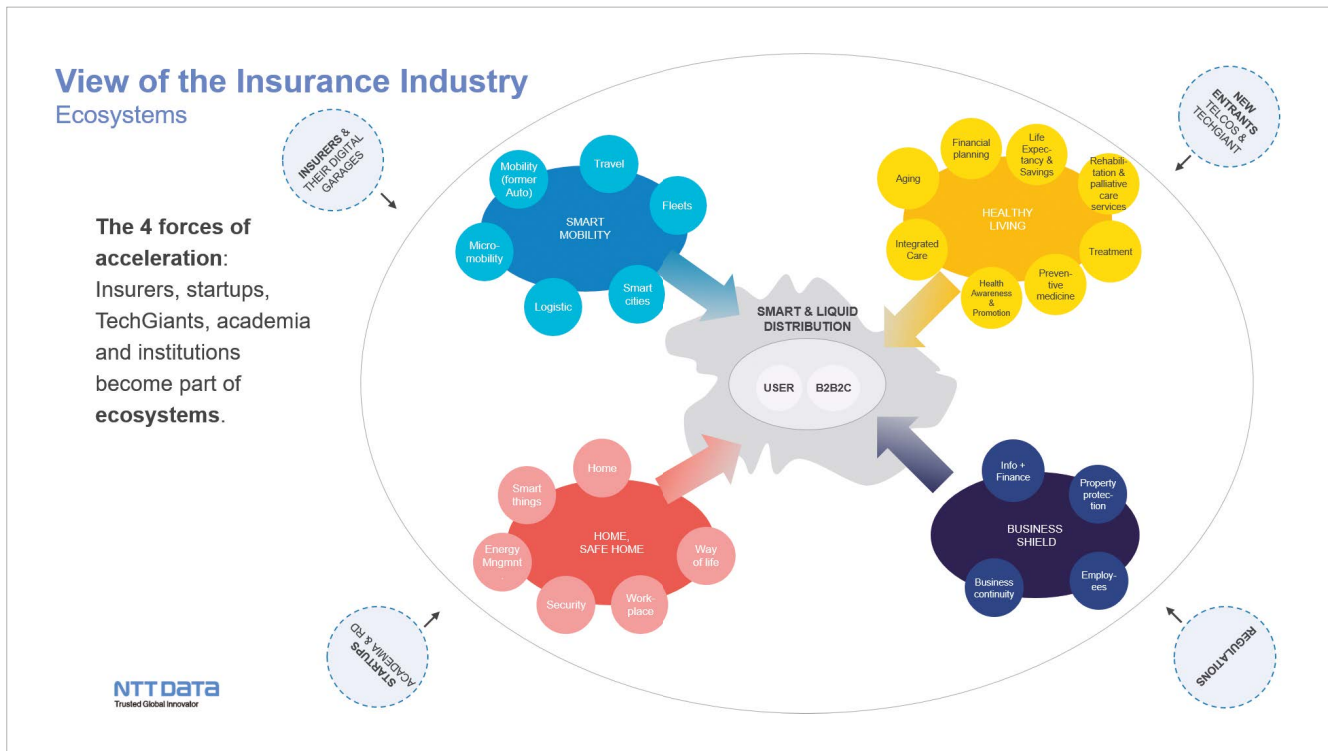 View of the Insurance Industry
Ecosystems
INSURERS &
THEIR DIGITAL
GARAGES
NEW
ENTRANTS
TELCOS &
TECHGIANT
The 4 forces of
acceleration:
Insurers, startups,
TechGiants, academia
and institutions
become part of
ecosystems.
Mobility
(former
Auto)
Travel
Fleets
Micro-
mobility
SMART
MOBILITY
Logistic
Smart
cities
Financial
planning
Life
Expec-
tancy &
Savings
Rehabili-
tation &
palliative
care
services
Aging
HEALTHY
LIVING
Integrated
Care
Treatment
Health
Awareness
&
Promotion
Preven-
tive
medicine
SMART & LIQUID
DISTRIBUTION
USER
B2B2C
Home
Smart
things
Energy
Mngmnt
.
HOME,
SAFE HOME
Way
of life
Security
Work-
place
Info +
Finance
Property
protec-
tion
BUSINESS
SHIELD
Business
continuity
Employ-
ees
STARTUPS
ACADEMIA & RD
REGULATIONS
NTT DATA
Trusted Global Innovator